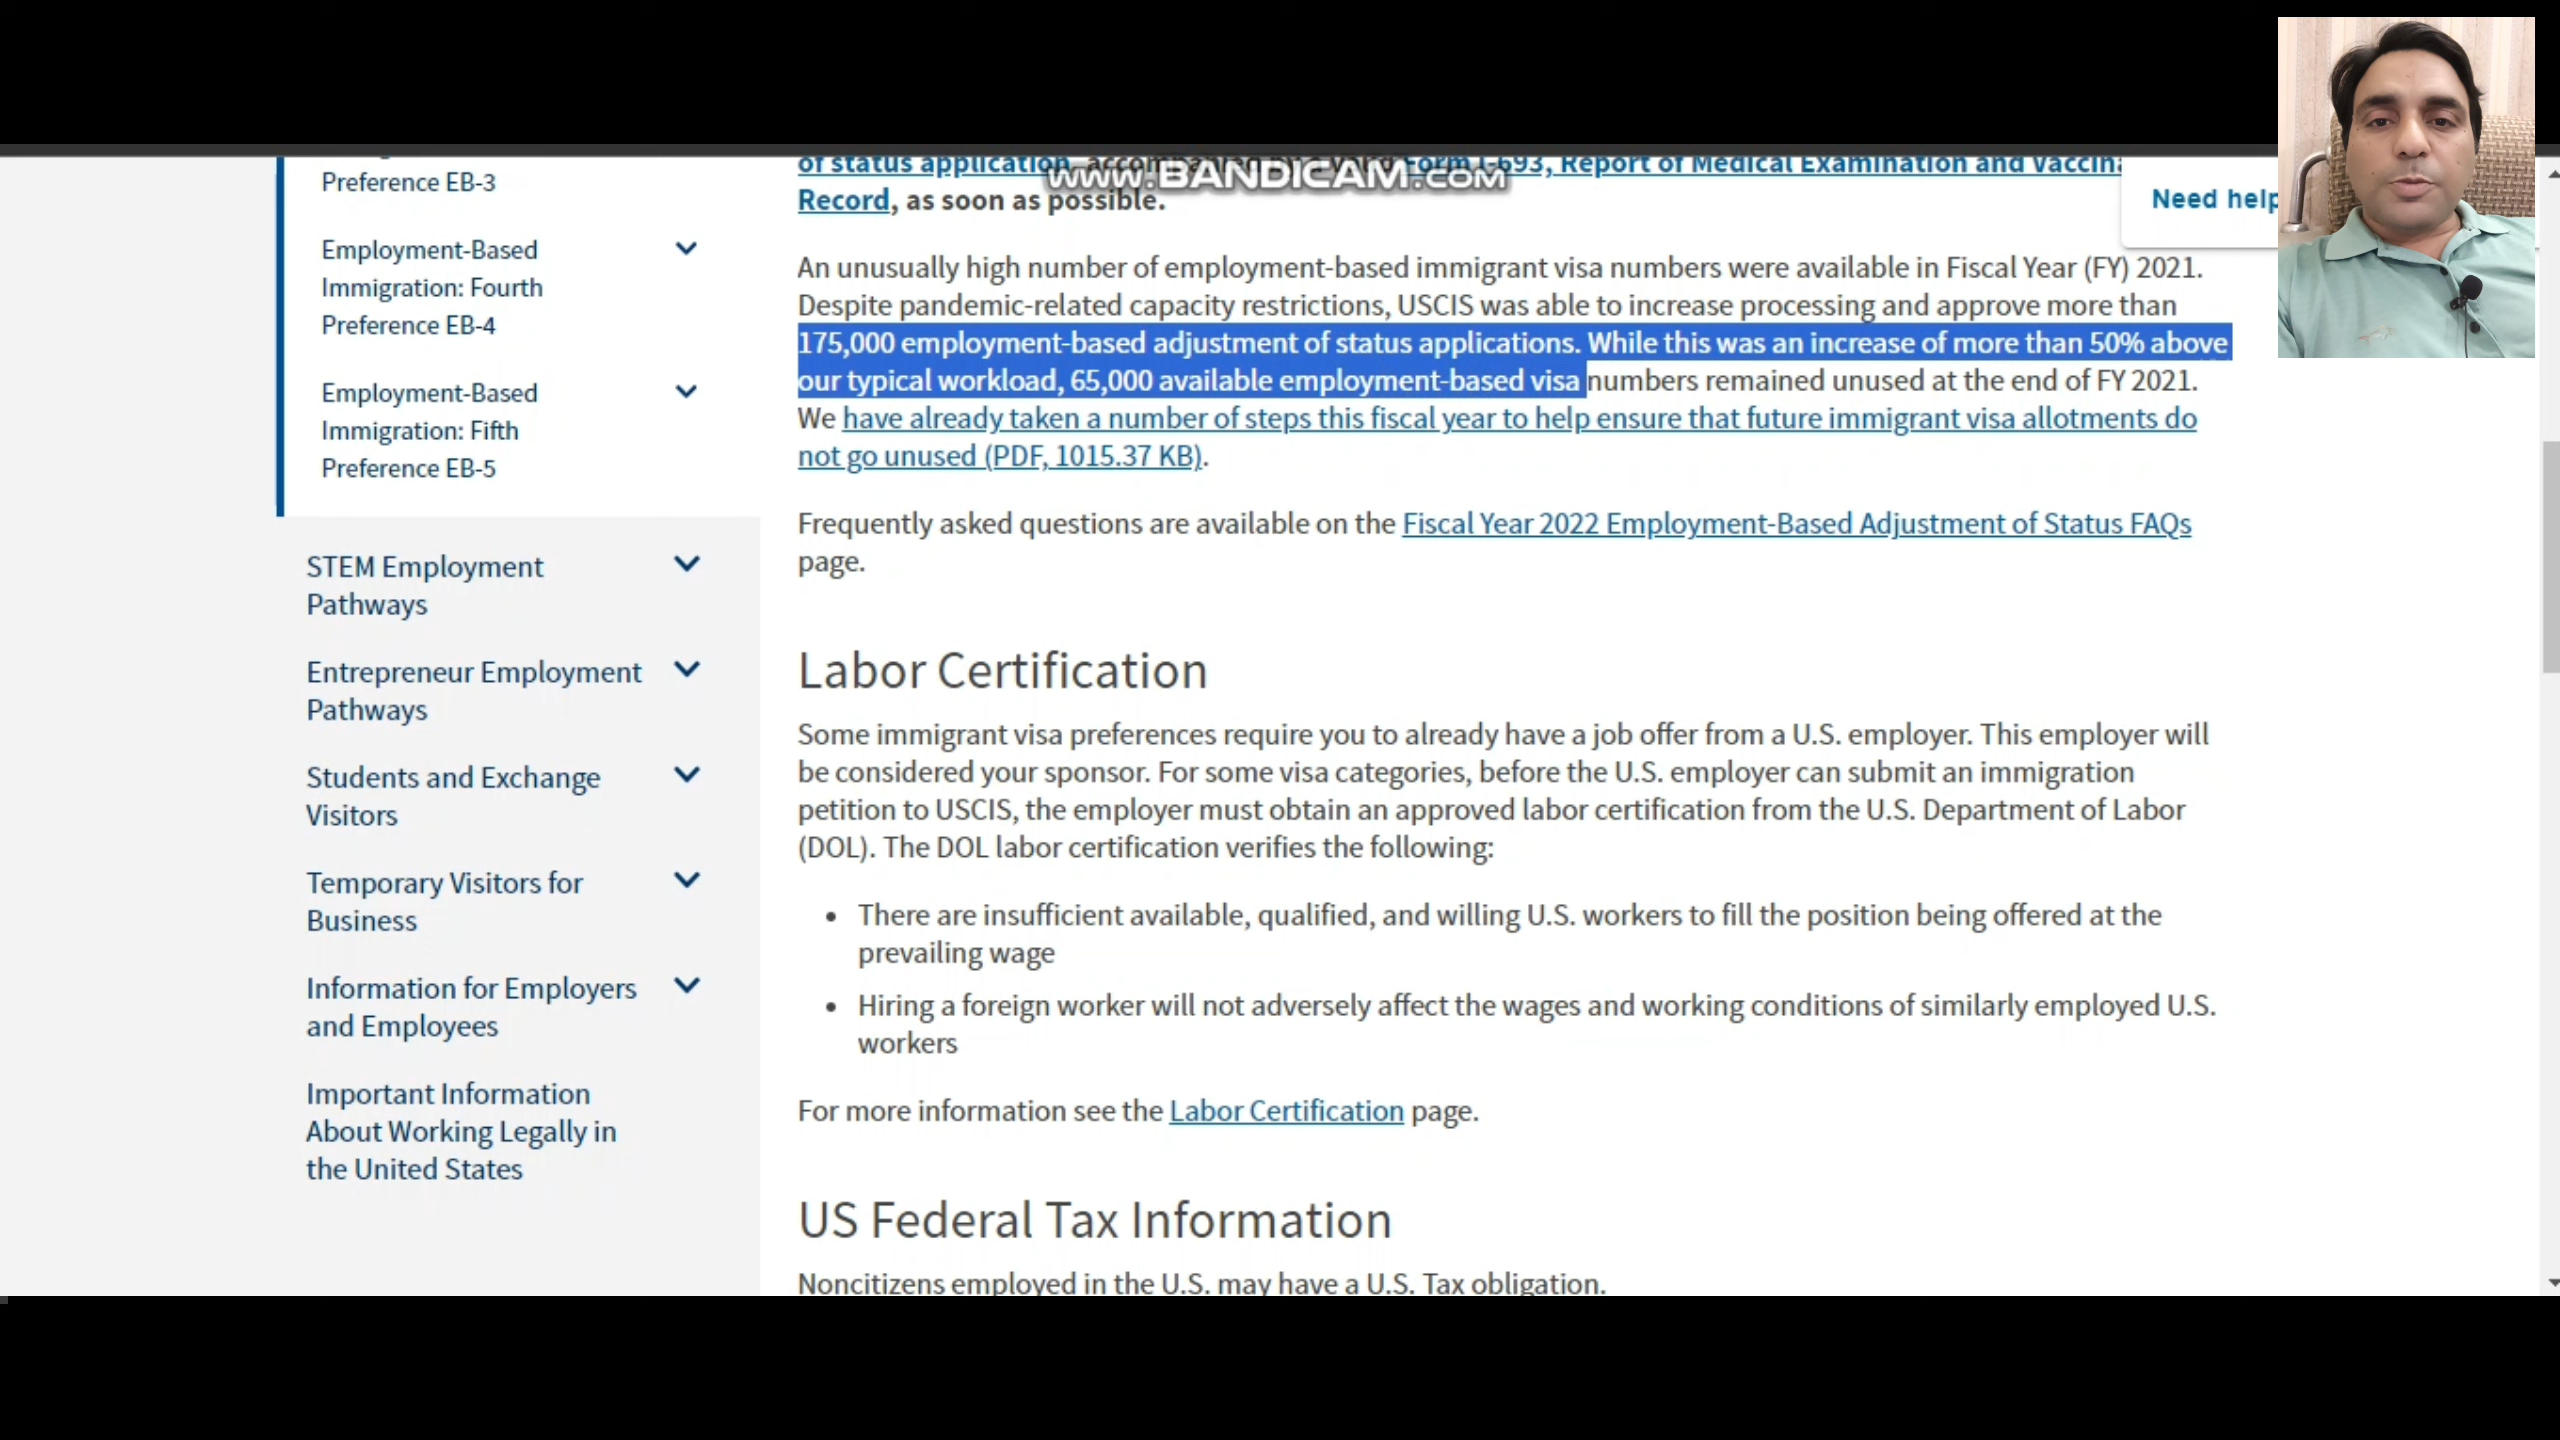 Preference EB-3
Employment-Based
Immigration: Fourth
Preference EB-4
Employment-Based
Immigration: Fifth
Preference EB-5
STEM Employment
Pathways
Entrepreneur Employment
Pathways
Students and Exchange
Visitors
Temporary Visitors for
Business
Information for Employers
and Employees
Important Information
About Working Legally in
the United States
of status application, accompanied by a valid Form I-693, Report of Medical Examination and
www.BANDICAM.com
Record, as soon as possible.
Need help
An unusually high number of employment-based immigrant visa numbers were available in Fiscal Year (FY) 2021.
Despite pandemic-related capacity restrictions, USCIS was able to increase processing and approve more than
175,000 employment-based adjustment of status applications. While this was an increase of more than 50% above
our typical workload, 65,000 available employment-based visa numbers remained unused at the end of FY 2021.
We have already taken a number of steps this fiscal year to help ensure that future immigrant visa allotments do
not go unused (PDF, 1015.37 KB).
Frequently asked questions are available on the Fiscal Year 2022 Employment-Based Adjustment of Status FAQs
page.
Labor Certification
Some immigrant visa preferences require you to already have a job offer from a U.S. employer. This employer will
be considered your sponsor. For some visa categories, before the U.S. employer can submit an immigration
petition to USCIS, the employer must obtain an approved labor certification from the U.S. Department of Labor
(DOL). The DOL labor certification verifies the following:
• There are insufficient available, qualified, and willing U.S. workers to fill the position being offered at the
prevailing wage
• Hiring a foreign worker will not adversely affect the wages and working conditions of similarly employed U.S.
workers
For more information see the Labor Certification page.
US Federal Tax Information
Noncitizens employed in the U.S. may have a U.S. Tax obligation.